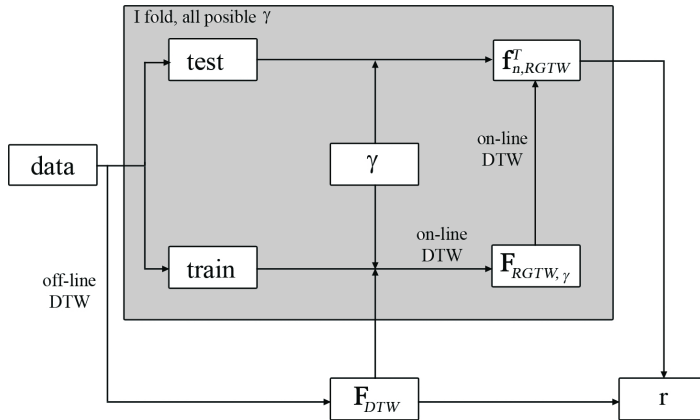 I fold, all posible γ
test
f^T_{n,RGTW}
on-line
DTW
data
γ
on-line
DTW
train
F_{RGTW, γ}
off-line
DTW
F_{DTW}
r